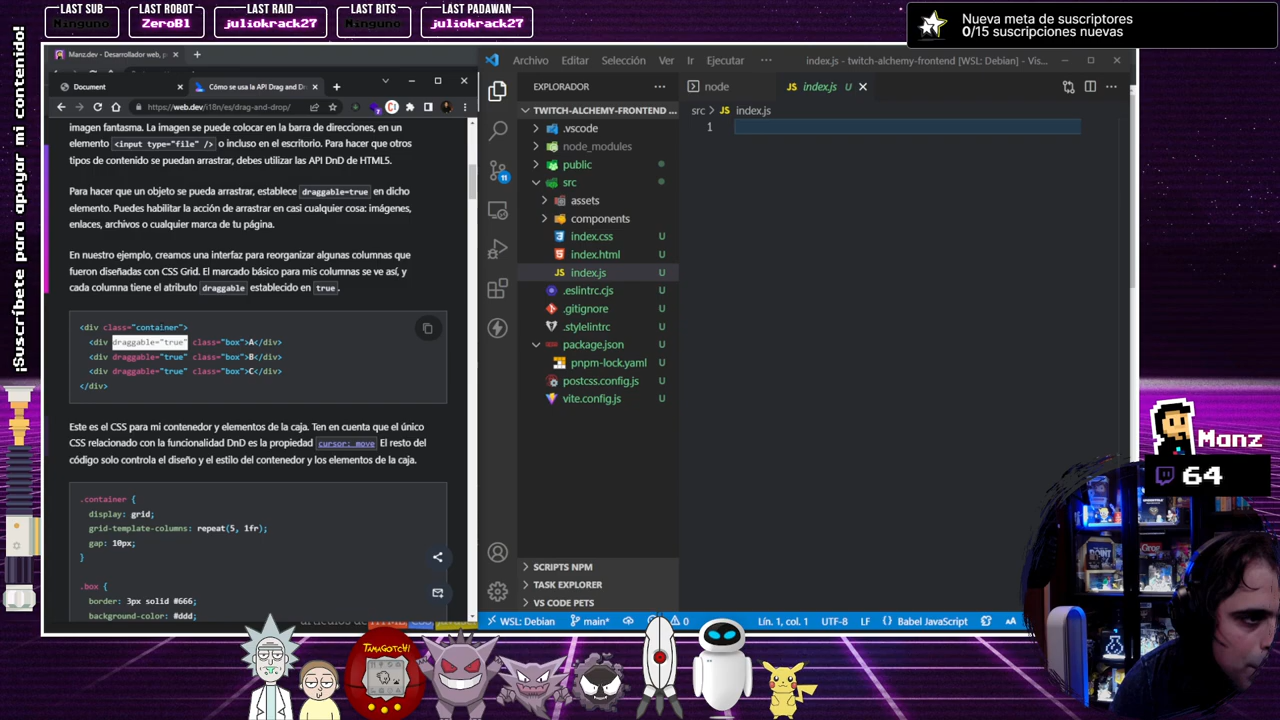 LAST SUB
Ninguno
LAST ROBOT
ZeroBl
LAST RAID
juliokrack27
LAST BITS
Ninguno
LAST PADAWAN
juliokrack27
Nueva meta de suscriptores
0/15 suscripciones nuevas
¡Suscríbete para apoyar mi contenido!
Manz.dev - Desarrollador web, p
Document
Cómo se usa la API Drag and D
https://web.dev/i18n/es/drag-and-drop/
imagen fantasma. La imagen se puede colocar en la barra de direcciones, en un
elemento <input type="file" /> o incluso en el escritorio. Para hacer que otros
tipos de contenido se puedan arrastrar, debes utilizar las API DnD de HTML5.
Para hacer que un objeto se pueda arrastrar, establece draggable=true en dicho
elemento. Puedes habilitar la acción de arrastrar en casi cualquier cosa: imágenes,
enlaces, archivos o cualquier marca de tu página.
En nuestro ejemplo, creamos una interfaz para reorganizar algunas columnas que
fueron diseñadas con CSS Grid. El marcado básico para mis columnas se ve así, y
cada columna tiene el atributo draggable establecido en true.
<div class="container">
<div draggable="true" class="box">A</div>
<div draggable="true" class="box">B</div>
<div draggable="true" class="box">C</div>
</div>
Este es el CSS para mi contenedor y elementos de la caja. Ten en cuenta que el único
CSS relacionado con la funcionalidad DnD es la propiedad cursor: move El resto del
código solo controla el diseño y el estilo del contenedor y los elementos de la caja.
.container {
display: grid;
grid-template-columns: repeat(5, 1fr);
gap: 10px;
}
.box {
border: 3px solid #666;
background-color: #ddd;
Archivo Editar Selección Ver Ir Ejecutar ··· index.js - twitch-alchemy-frontend [WSL: Debian] - Vis...
EXPLORADOR ···
TWITCH-ALCHEMY-FRONTEND ...
.vscode
node_modules
public
src
assets
components
index.css U
index.html U
JS index.js U
.eslintrc.cjs U
.gitignore U
.stylelintrc U
package.json U
pnpm-lock.yaml U
postcss.config.js U
vite.config.js U
SCRIPTS NPM
TASK EXPLORER
VS CODE PETS
11
node
JS index.js U
src > JS index.js
1
WSL: Debian main* 0 Lín. 1, col. 1 UTF-8 LF Babel JavaScript
Manz
64
TAMAGOTCHI